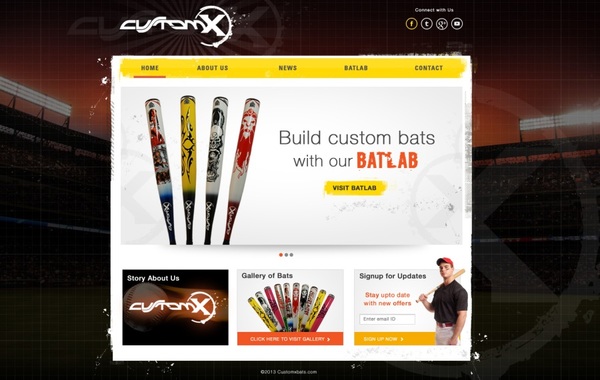 CUSTOMX
Connect with Us
HOME
ABOUT US
NEWS
BATLAB
CONTACT
Build custom bats
with our BATLAB
VISIT BATLAB
Story About Us
CUSTOMX
Gallery of Bats
CLICK HERE TO VISIT GALLERY
Signup for Updates
Stay upto date
with new offers
Enter email ID
SIGN UP NOW
©2013 Custombats.com